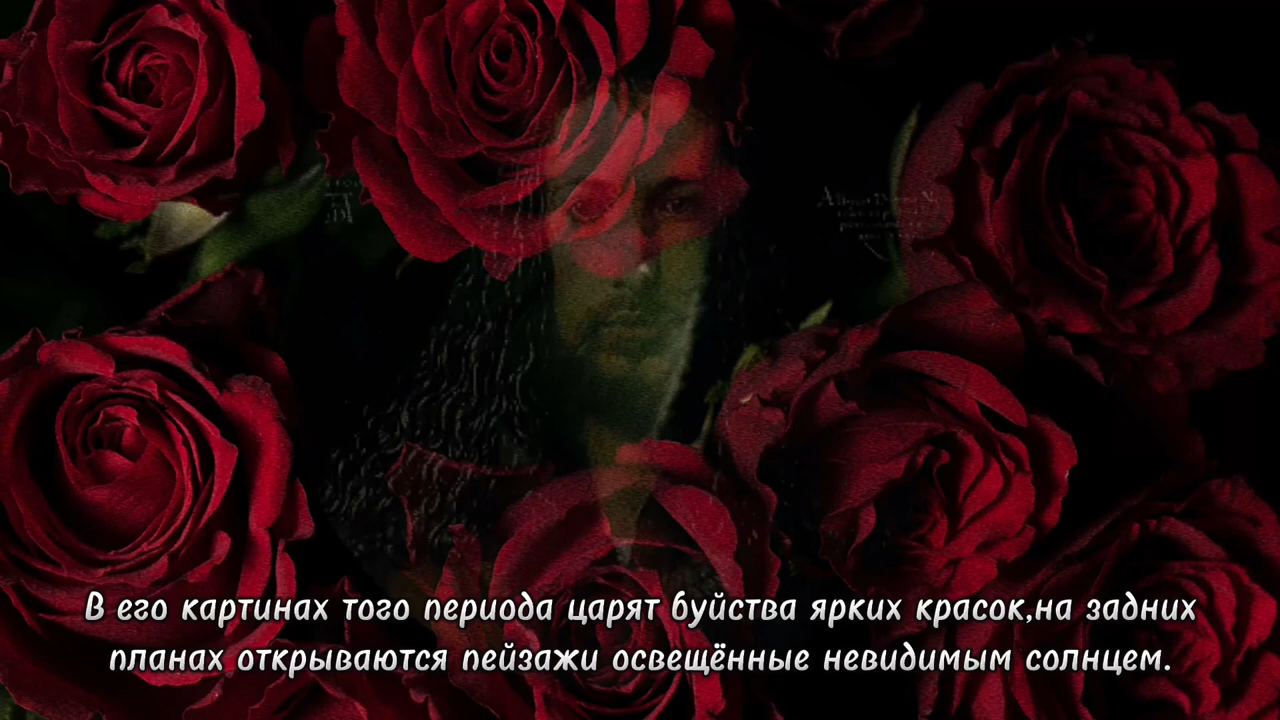 В его картинах того периода царят буйства ярких красок,на задних
планах открываются пейзажи освещённые невидимым солнцем.